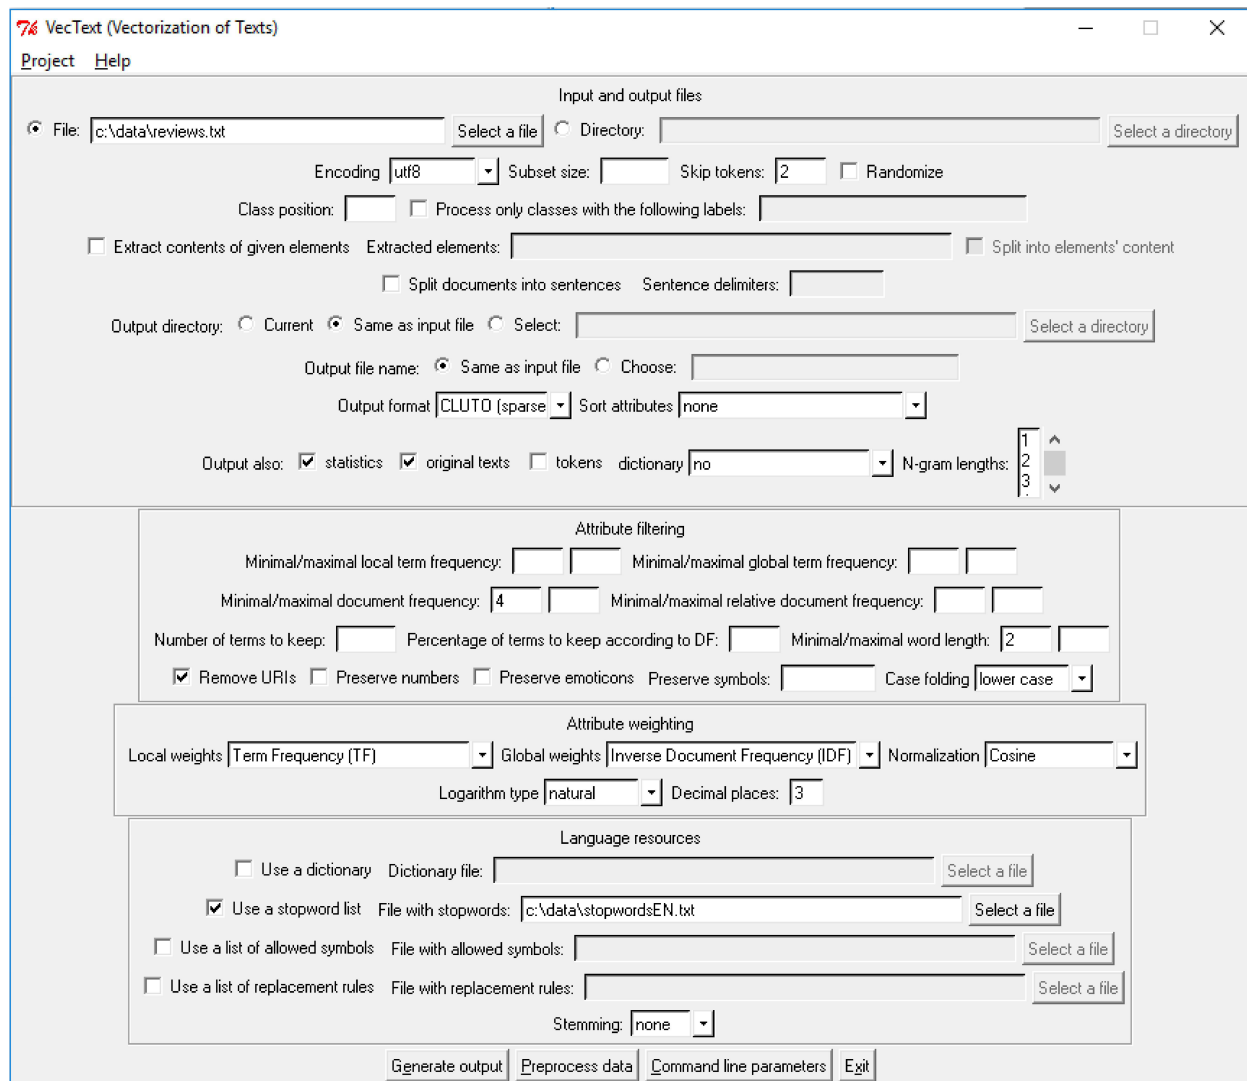 VecText (Vectorization of Texts)
Project Help
Input and output files
File: c:\data\reviews.txt Select a file Directory: Select a directory
Encoding utf8 Subset size: Skip tokens: 2 Randomize
Class position: Process only classes with the following labels:
Extract contents of given elements Extracted elements: Split into elements' content
Split documents into sentences Sentence delimiters:
Output directory: Current Same as input file Select: Select a directory
Output file name: Same as input file Choose:
Output format CLUTO (sparse Sort attributes none
Output also: statistics original texts tokens dictionary no N-gram lengths: 1
2
3
Attribute filtering
Minimal/maximal local term frequency: Minimal/maximal global term frequency:
Minimal/maximal document frequency: 4 Minimal/maximal relative document frequency:
Number of terms to keep: Percentage of terms to keep according to DF: Minimal/maximal word length: 2
Remove URIs Preserve numbers Preserve emoticons Preserve symbols: Case folding lower case
Attribute weighting
Local weights Term Frequency (TF) Global weights Inverse Document Frequency (IDF) Normalization Cosine
Logarithm type natural Decimal places: 3
Language resources
Use a dictionary Dictionary file: Select a file
Use a stopword list File with stopwords: c:\data\stopwordsEN.txt Select a file
Use a list of allowed symbols File with allowed symbols: Select a file
Use a list of replacement rules File with replacement rules: Select a file
Stemming: none
Generate output Preprocess data Command line parameters Exit